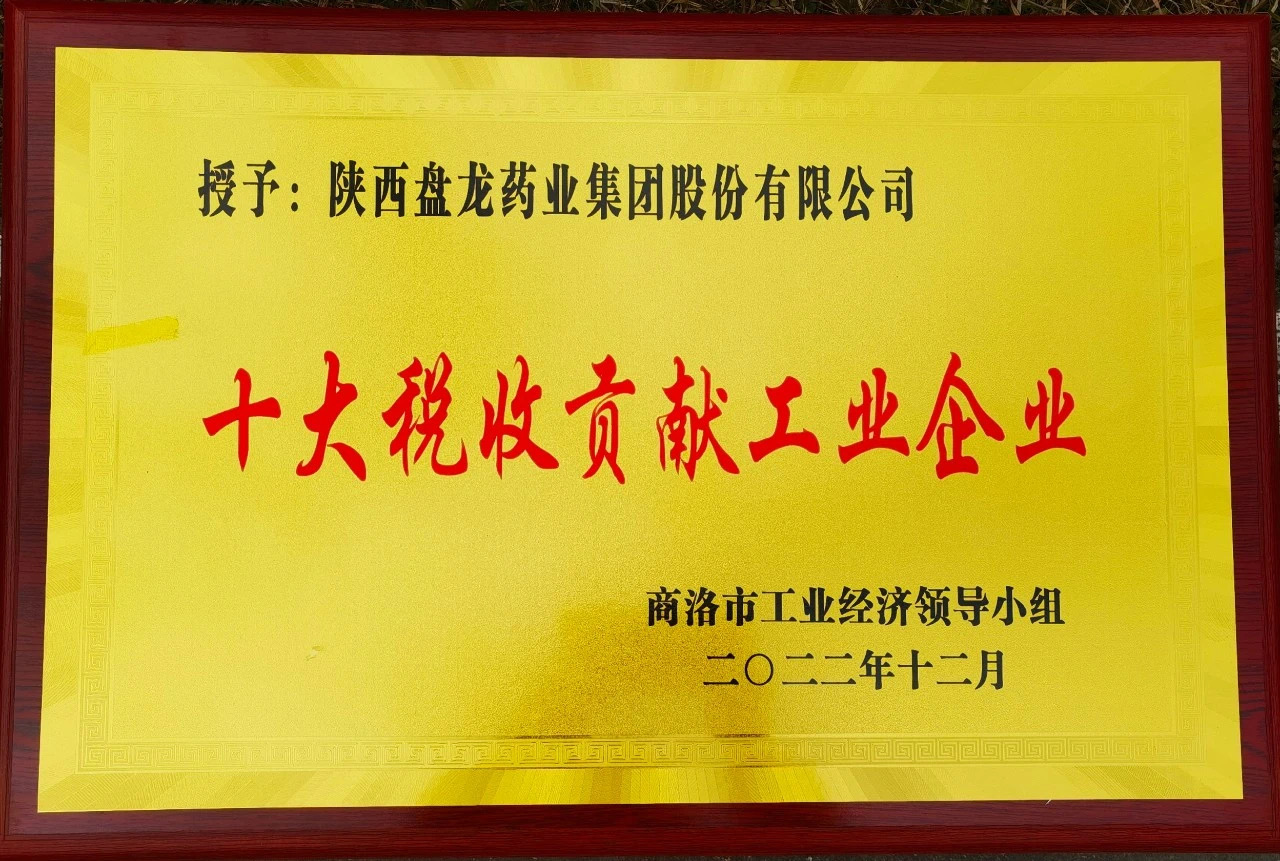 授予：陕西盘龙药业集团股份有限公司
十大税收贡献工业企业
商洛市工业经济领导小组
二〇二二年十二月